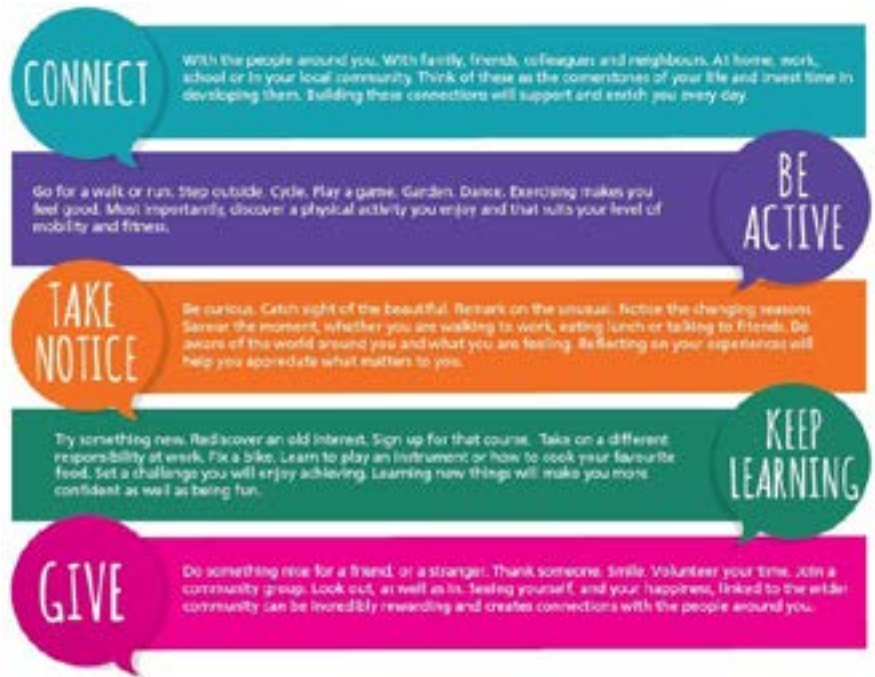 CONNECT
With the people around you. With family, friends, colleagues and neighbours. At home, work,
school or in your local community. Think of these as the cornerstones of your life and invest time in
developing them. Building these connections will support and enrich you every day.
BE
ACTIVE
Go for a walk or run. Step outside. Cycle. Play a game. Garden. Dance. Exercising makes you
feel good. Most importantly, discover a physical activity you enjoy and that suits your level of
mobility and fitness.
TAKE
NOTICE
Be curious. Catch sight of the beautiful. Remark on the unusual. Notice the changing seasons.
Savour the moment, whether you are walking to work, eating lunch or talking to friends. Be
aware of the world around you and what you are feeling. Reflecting on your experiences will
help you appreciate what matters to you.
KEEP
LEARNING
Try something new. Rediscover an old interest. Sign up for that course. Take on a different
responsibility at work. Fix a bike. Learn to play an instrument or how to cook your favourite
food. Set a challenge you will enjoy achieving. Learning new things will make you more
confident as well as being fun.
GIVE
Do something nice for a friend, or a stranger. Thank someone. Smile. Volunteer your time. Join a
community group. Look out, as well as in. Seeing yourself, and your happiness, linked to the wider
community can be incredibly rewarding and creates connections with the people around you.